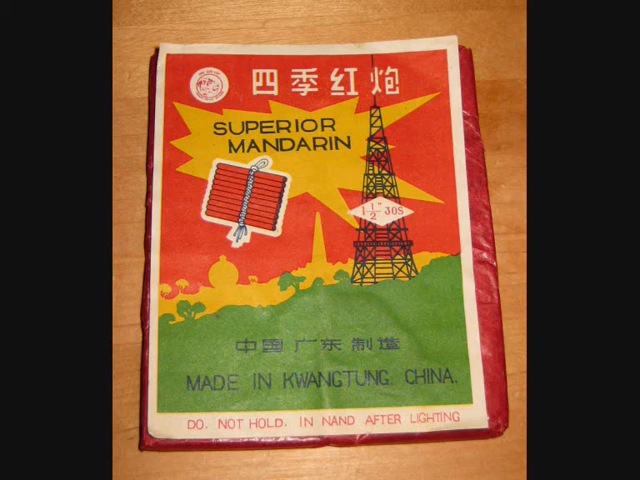 四季红炮
SUPERIOR
MANDARIN
1 1/2" 30S
中国广东制造
MADE IN KWANGTUNG. CHINA.
DO. NOT HOLD. IN NAND AFTER LIGHTING